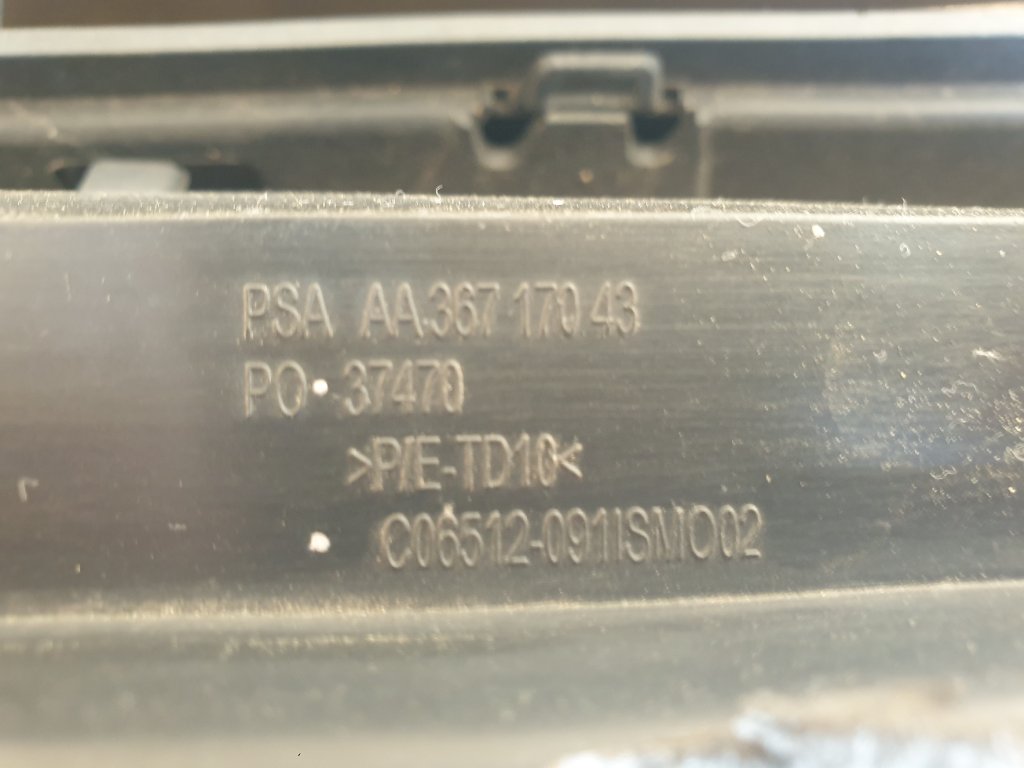 PSA AA 367 170 43
PO 37470
>P/E-TD10<
C06512-0911SMO02